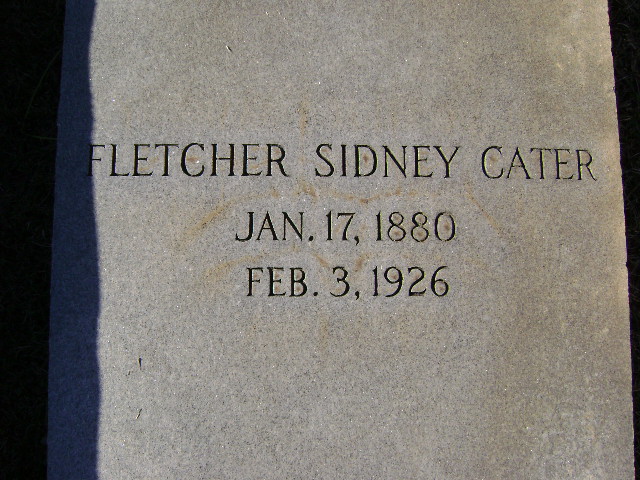 FLETCHER SIDNEY CATER
JAN. 17, 1880
FEB. 3, 1926